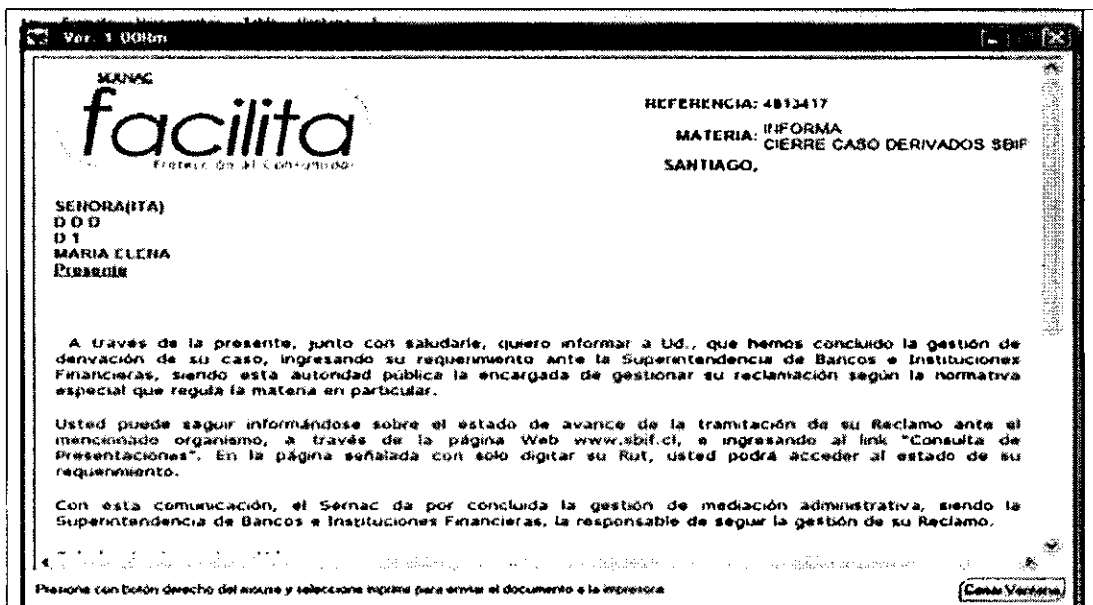 Ver. 1.00Rm
SERNAC
facilita
Protección al Consumidor
REFERENCIA: 4813417
MATERIA: INFORMA
CIERRE CASO DERIVADOS SBIF
SANTIAGO,
SEÑORA(ITA)
D D D
D 1
MARIA ELENA
Presente
A través de la presente, junto con saludarle, quiero informar a Ud., que hemos concluido la gestión de
derivación de su caso, ingresando su requerimiento ante la Superintendencia de Bancos e Instituciones
Financieras, siendo esta autoridad pública la encargada de gestionar su reclamación según la normativa
especial que regula la materia en particular.
Usted puede seguir informándose sobre el estado de avance de la tramitación de su Reclamo ante el
mencionado organismo, a través de la página Web www.sbif.cl, e ingresando al link "Consulta de
Presentaciones". En la página señalada con solo digitar su Rut, usted podrá acceder al estado de su
requerimiento.
Con esta comunicación, el Sernac da por concluida la gestión de mediación administrativa, siendo la
Superintendencia de Bancos e Instituciones Financieras, la responsable de seguir la gestión de su Reclamo.
Presione con botón derecho del mouse y seleccione imprimir para enviar el documento a la impresora
Cerrar Ventana